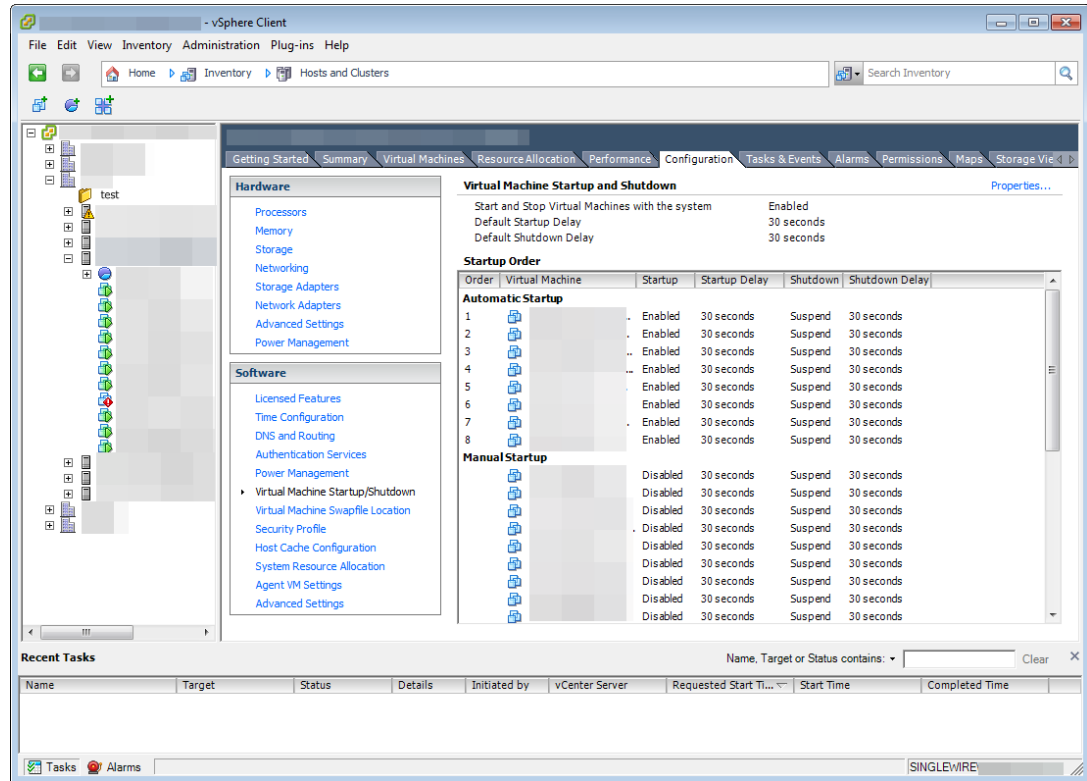 - vSphere Client
File Edit View Inventory Administration Plug-ins Help
Home Inventory Hosts and Clusters
Search Inventory
test
Getting Started Summary Virtual Machines Resource Allocation Performance Configuration Tasks & Events Alarms Permissions Maps Storage Vie
Hardware
Processors
Memory
Storage
Networking
Storage Adapters
Network Adapters
Advanced Settings
Power Management
Software
Licensed Features
Time Configuration
DNS and Routing
Authentication Services
Power Management
Virtual Machine Startup/Shutdown
Virtual Machine Swapfile Location
Security Profile
Host Cache Configuration
System Resource Allocation
Agent VM Settings
Advanced Settings
Virtual Machine Startup and Shutdown Properties...
Start and Stop Virtual Machines with the system Enabled
Default Startup Delay 30 seconds
Default Shutdown Delay 30 seconds
Startup Order
Order Virtual Machine Startup Startup Delay Shutdown Shutdown Delay
Automatic Startup
1 . Enabled 30 seconds Suspend 30 seconds
2 . Enabled 30 seconds Suspend 30 seconds
3 .. Enabled 30 seconds Suspend 30 seconds
4 ... Enabled 30 seconds Suspend 30 seconds
5 Enabled 30 seconds Suspend 30 seconds
6 Enabled 30 seconds Suspend 30 seconds
7 . Enabled 30 seconds Suspend 30 seconds
8 Enabled 30 seconds Suspend 30 seconds
Manual Startup
Disabled 30 seconds Suspend 30 seconds
Disabled 30 seconds Suspend 30 seconds
Disabled 30 seconds Suspend 30 seconds
. Disabled 30 seconds Suspend 30 seconds
Disabled 30 seconds Suspend 30 seconds
Disabled 30 seconds Suspend 30 seconds
Disabled 30 seconds Suspend 30 seconds
Disabled 30 seconds Suspend 30 seconds
Disabled 30 seconds Suspend 30 seconds
Recent Tasks Name, Target or Status contains: Clear
Name Target Status Details Initiated by vCenter Server Requested Start Ti... Start Time Completed Time
Tasks Alarms SINGLEWIRE\